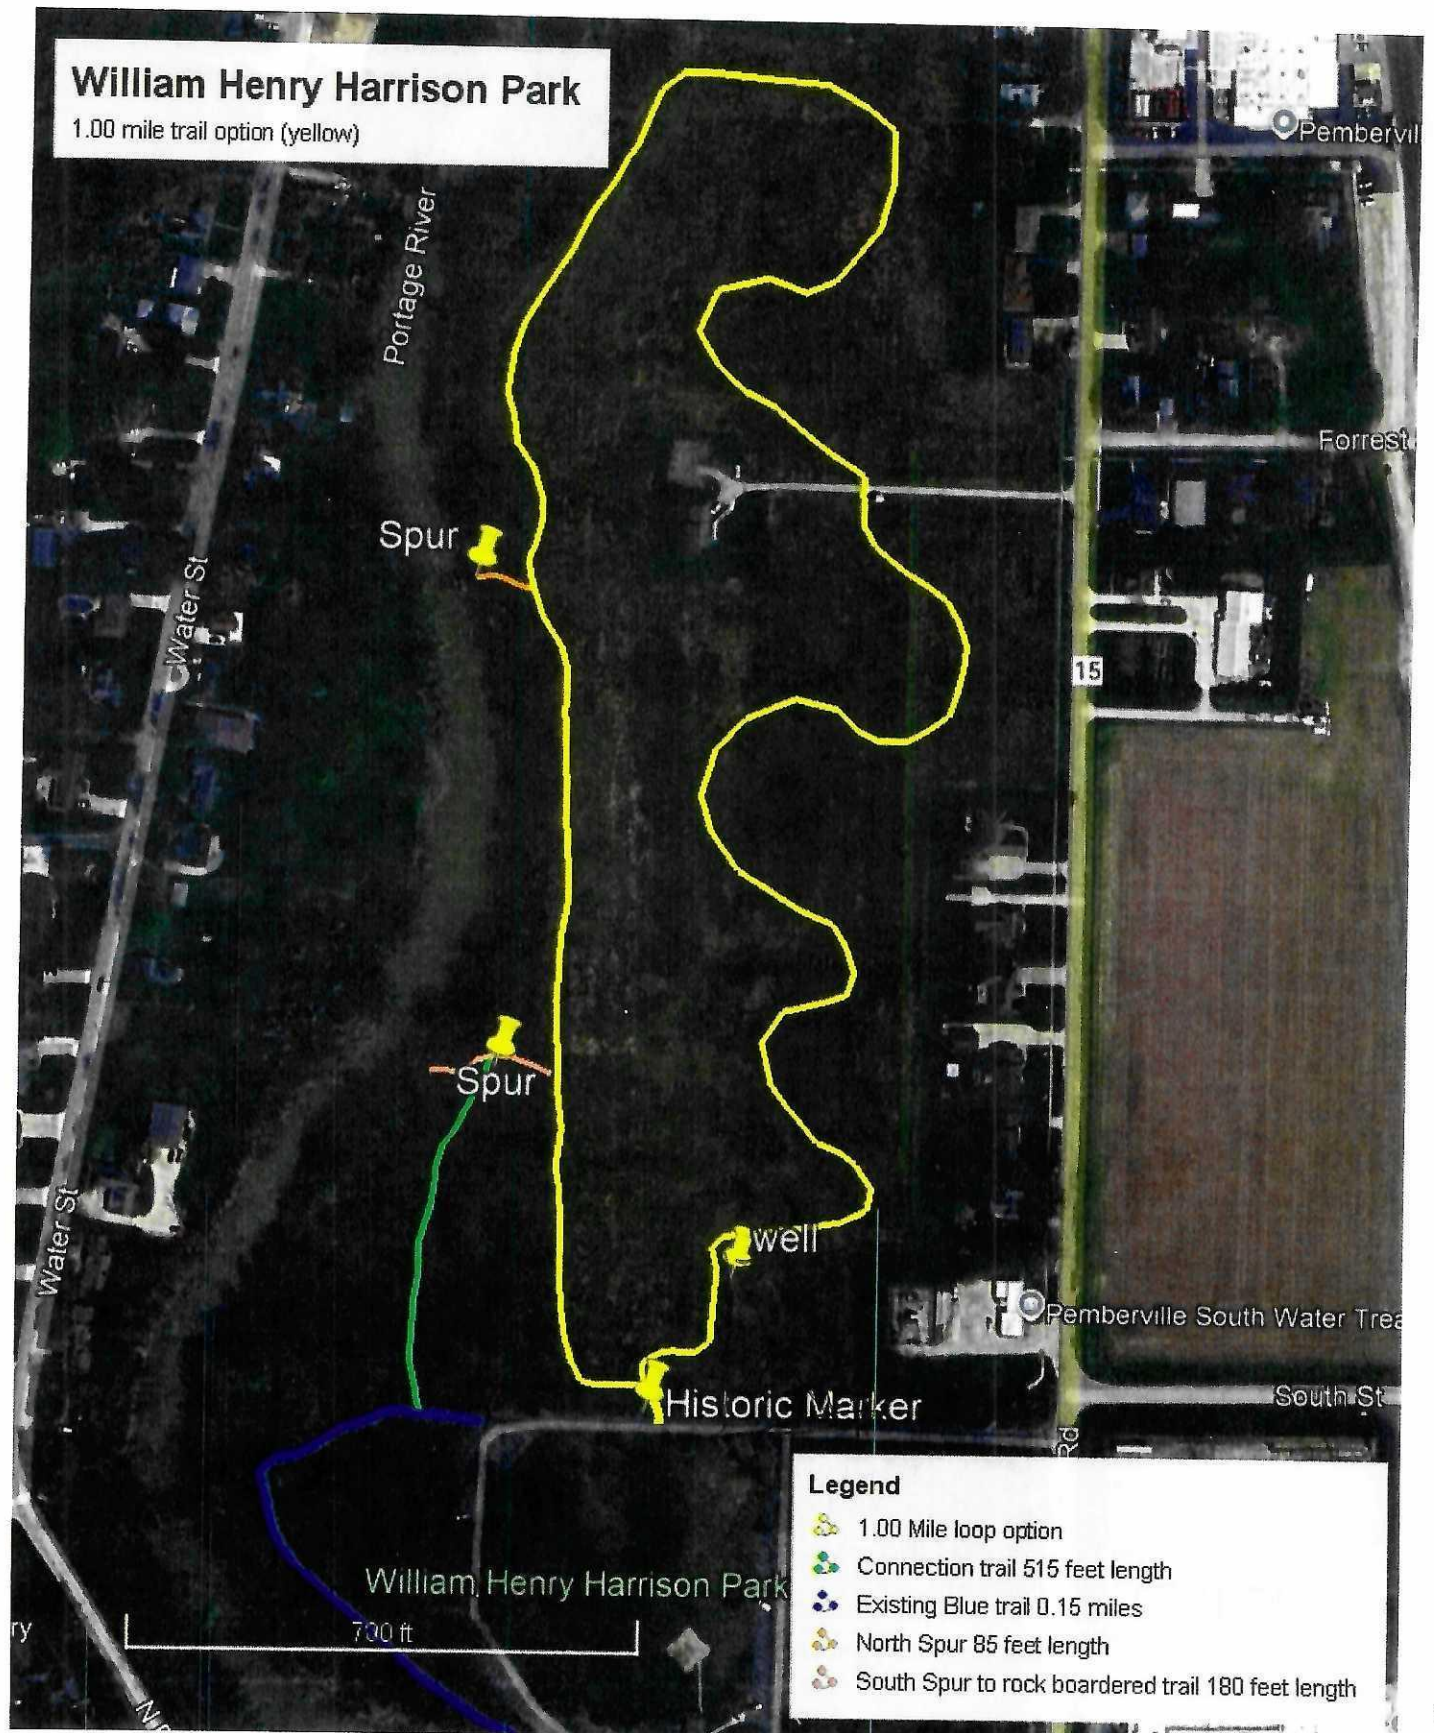 William Henry Harrison Park
1.00 mile trail option (yellow)
Pembervil
Portage River
Forrest
Spur
Water St
15
Spur
Water St
well
Pemberville South Water Trea
Historic Marker
South St
Rd
Legend
1.00 Mile loop option
Connection trail 515 feet length
Existing Blue trail 0.15 miles
North Spur 85 feet length
South Spur to rock boardered trail 180 feet length
William Henry Harrison Park
ry
700 ft